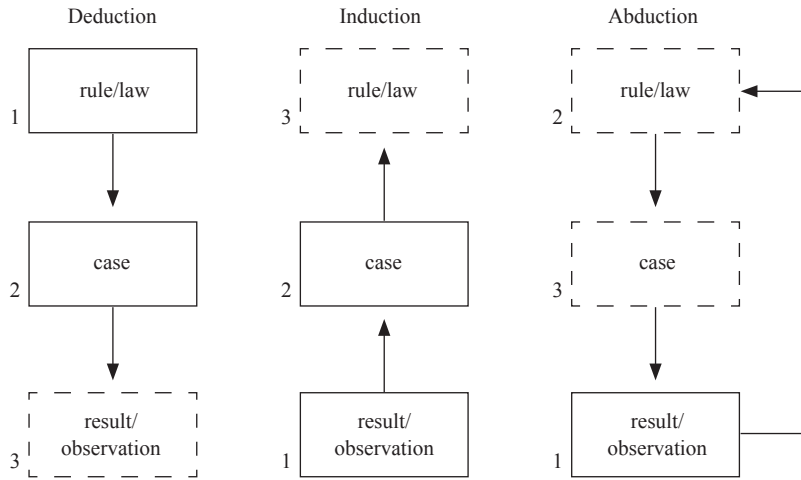 Deduction
rule/law
1
case
2
result/
observation
3
Induction
rule/law
3
case
2
result/
observation
1
Abduction
rule/law
2
case
3
result/
observation
1